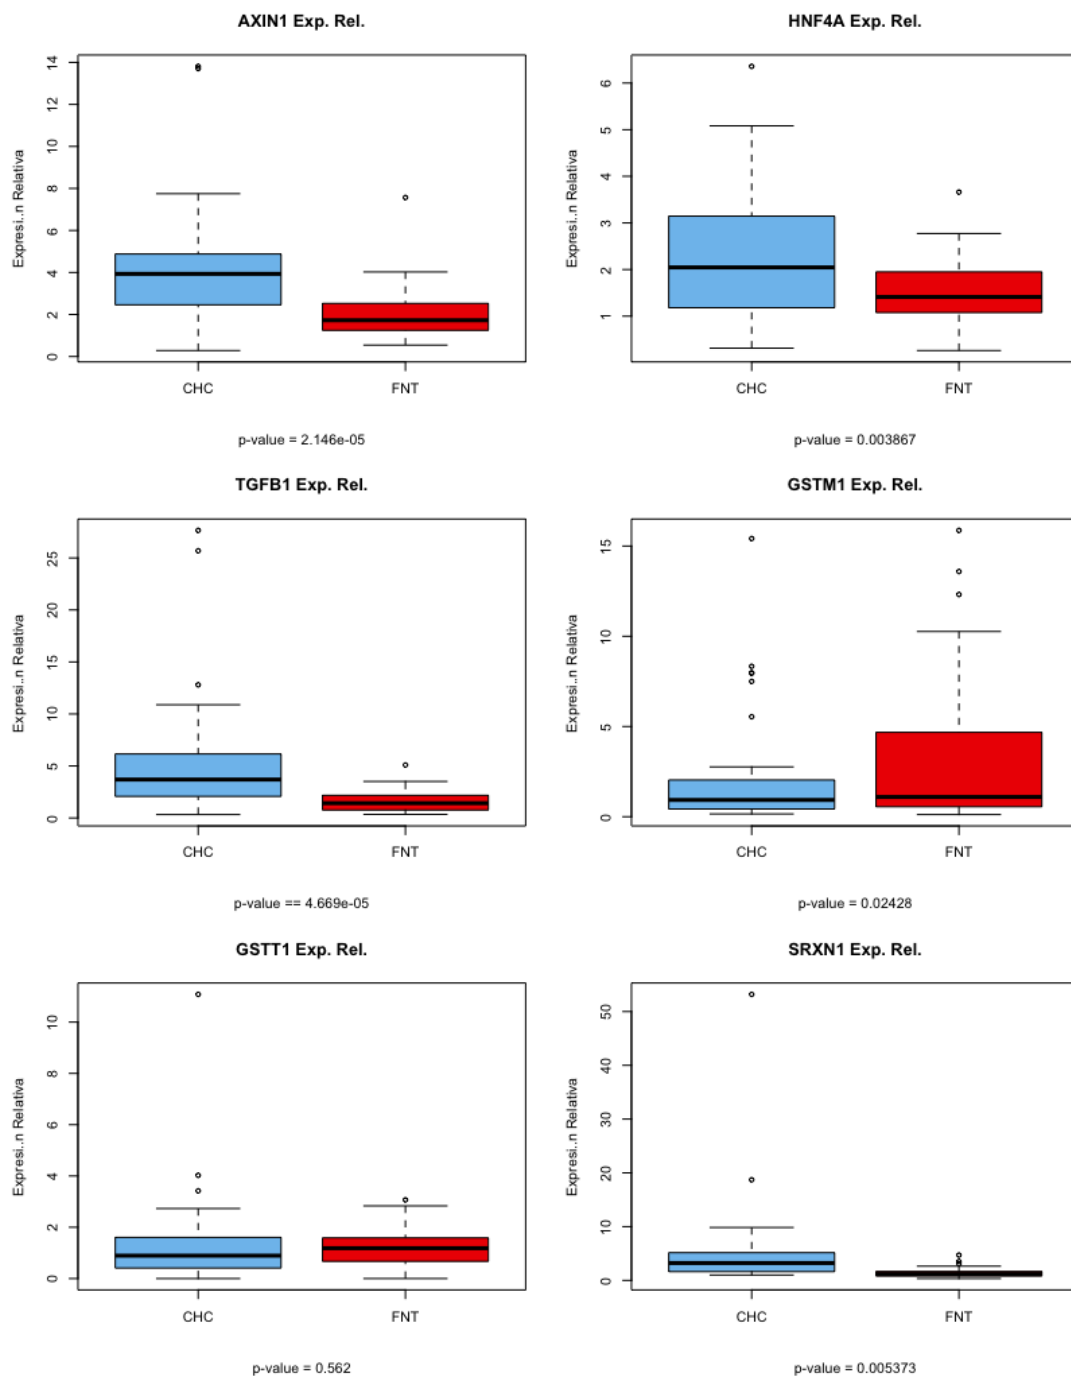 AXIN1 Exp. Rel.
Expresi..n Relativa
0 2 4 6 8 10 12 14
CHC FNT
p-value = 2.146e-05
HNF4A Exp. Rel.
Expresi..n Relativa
1 2 3 4 5 6
CHC FNT
p-value = 0.003867
TGFB1 Exp. Rel.
Expresi..n Relativa
0 5 10 15 20 25
CHC FNT
p-value == 4.669e-05
GSTM1 Exp. Rel.
Expresi..n Relativa
0 5 10 15
CHC FNT
p-value = 0.02428
GSTT1 Exp. Rel.
Expresi..n Relativa
0 2 4 6 8 10
CHC FNT
p-value = 0.562
SRXN1 Exp. Rel.
Expresi..n Relativa
0 10 20 30 40 50
CHC FNT
p-value = 0.005373